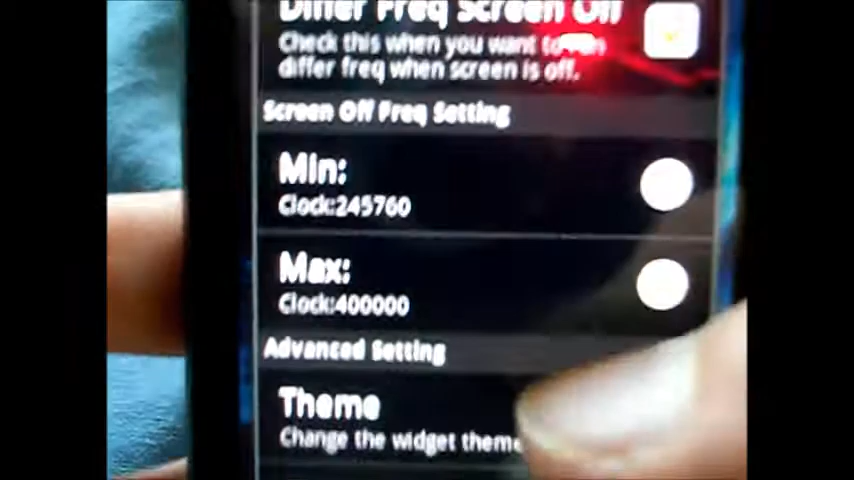 Differ Freq Screen Off
Check this when you want to run
differ freq when screen is off.
Screen Off Freq Setting
Min:
Clock:245760
Max:
Clock:400000
Advanced Setting
Theme
Change the widget theme